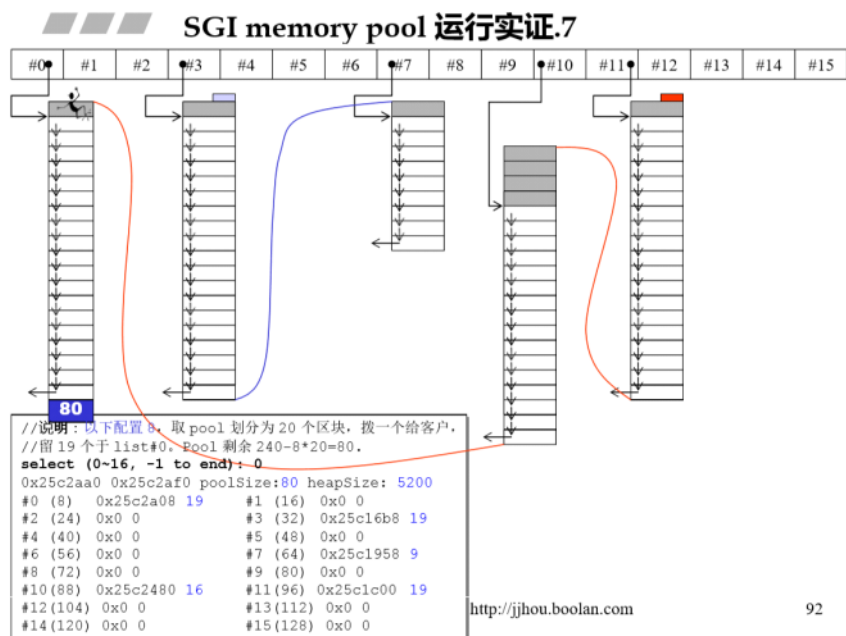 SGI memory pool 运行实证.7
#0 #1 #2 #3 #4 #5 #6 #7 #8 #9 #10 #11 #12 #13 #14 #15
80
//说明：以下配置 8，取 pool 划分为 20 个区块，拨一个给客户，
//留 19 个于 list#0。Pool 剩余 240-8*20=80.
select (0~16, -1 to end): 0
0x25c2aa0 0x25c2af0 poolSize:80 heapSize: 5200
#0 (8) 0x25c2a08 19 #1 (16) 0x0 0
#2 (24) 0x0 0 #3 (32) 0x25c16b8 19
#4 (40) 0x0 0 #5 (48) 0x0 0
#6 (56) 0x0 0 #7 (64) 0x25c1958 9
#8 (72) 0x0 0 #9 (80) 0x0 0
#10(88) 0x25c2480 16 #11(96) 0x25c1c00 19
#12(104) 0x0 0 #13(112) 0x0 0
#14(120) 0x0 0 #15(128) 0x0 0
http://jjhou.boolan.com 92